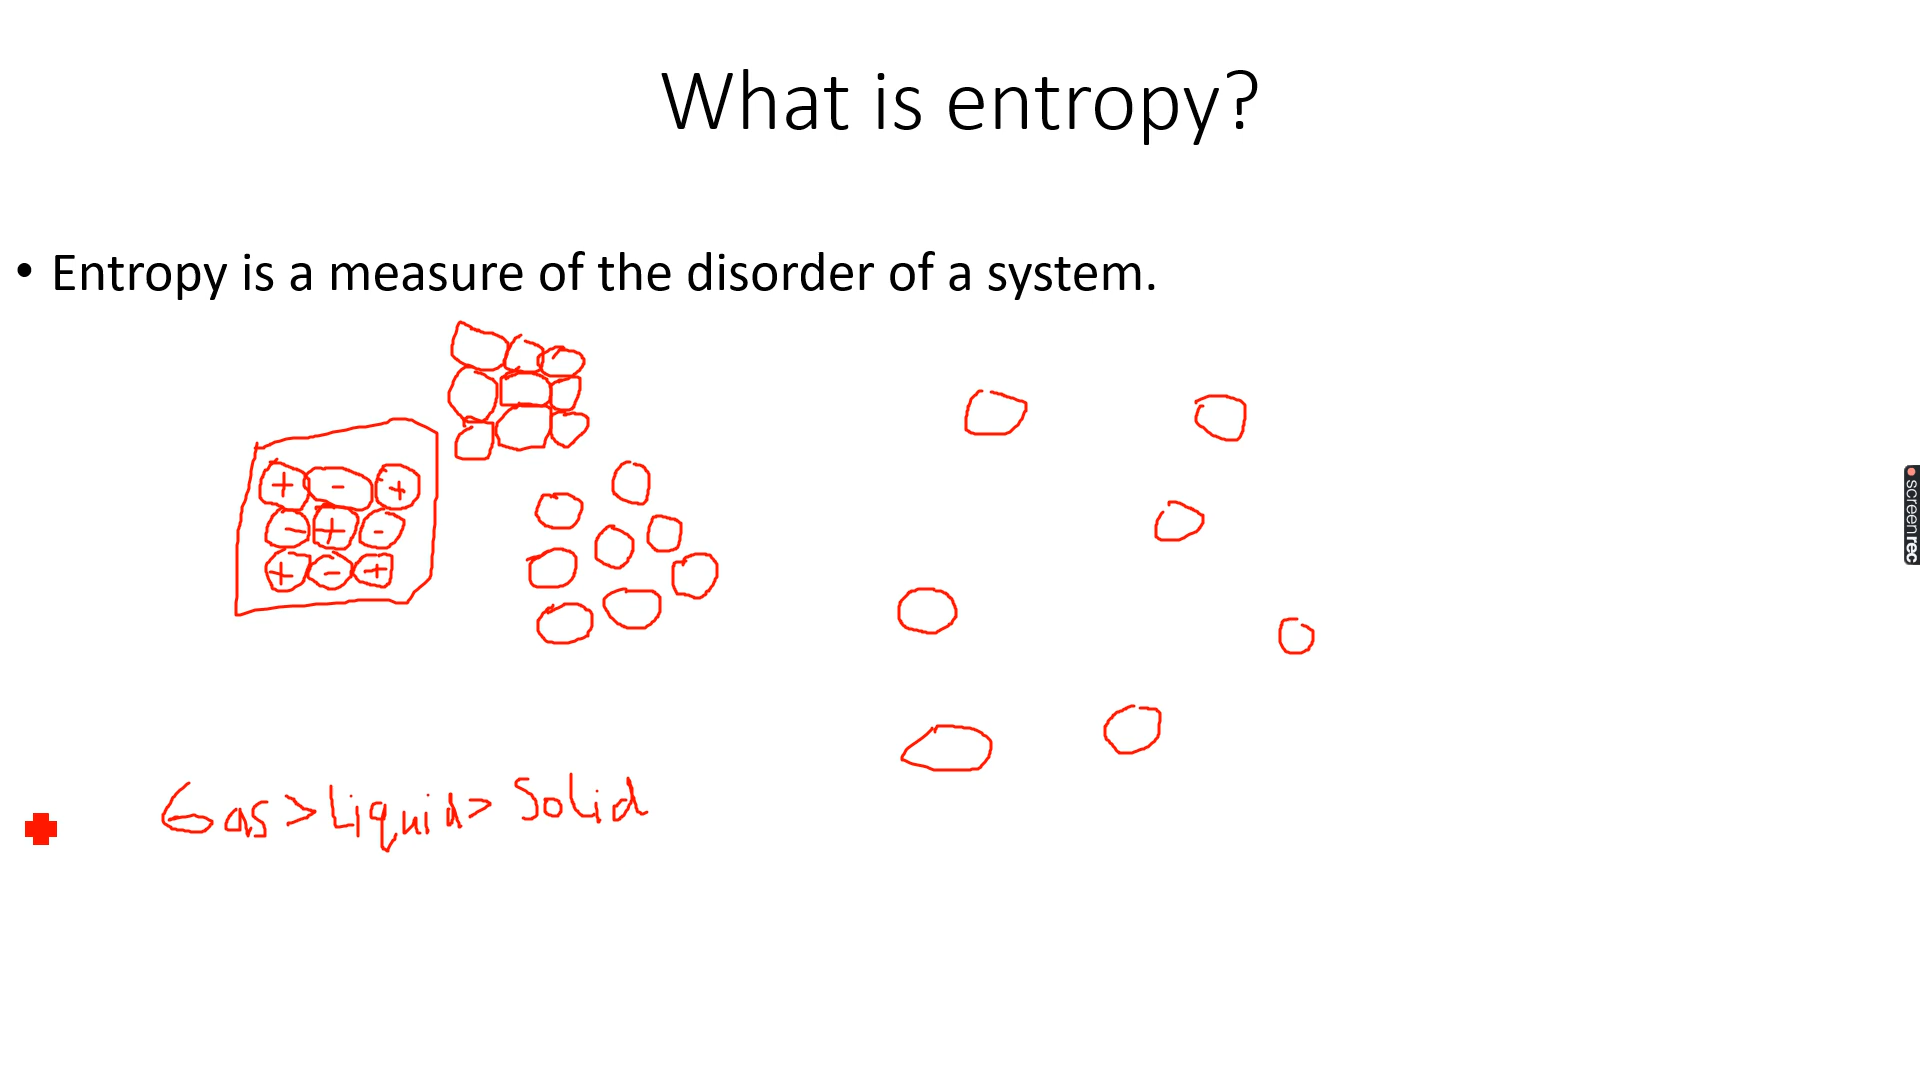 What is entropy?
• Entropy is a measure of the disorder of a system.
+ - +
- + -
+ - +
Gas > Liquid > Solid
screenrec